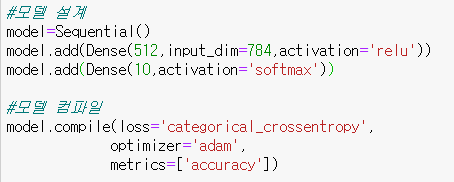 #모델 설계
model=Sequential()
model.add(Dense(512,input_dim=784,activation='relu'))
model.add(Dense(10,activation='softmax'))

#모델 컴파일
model.compile(loss='categorical_crossentropy',
              optimizer='adam',
              metrics=['accuracy'])